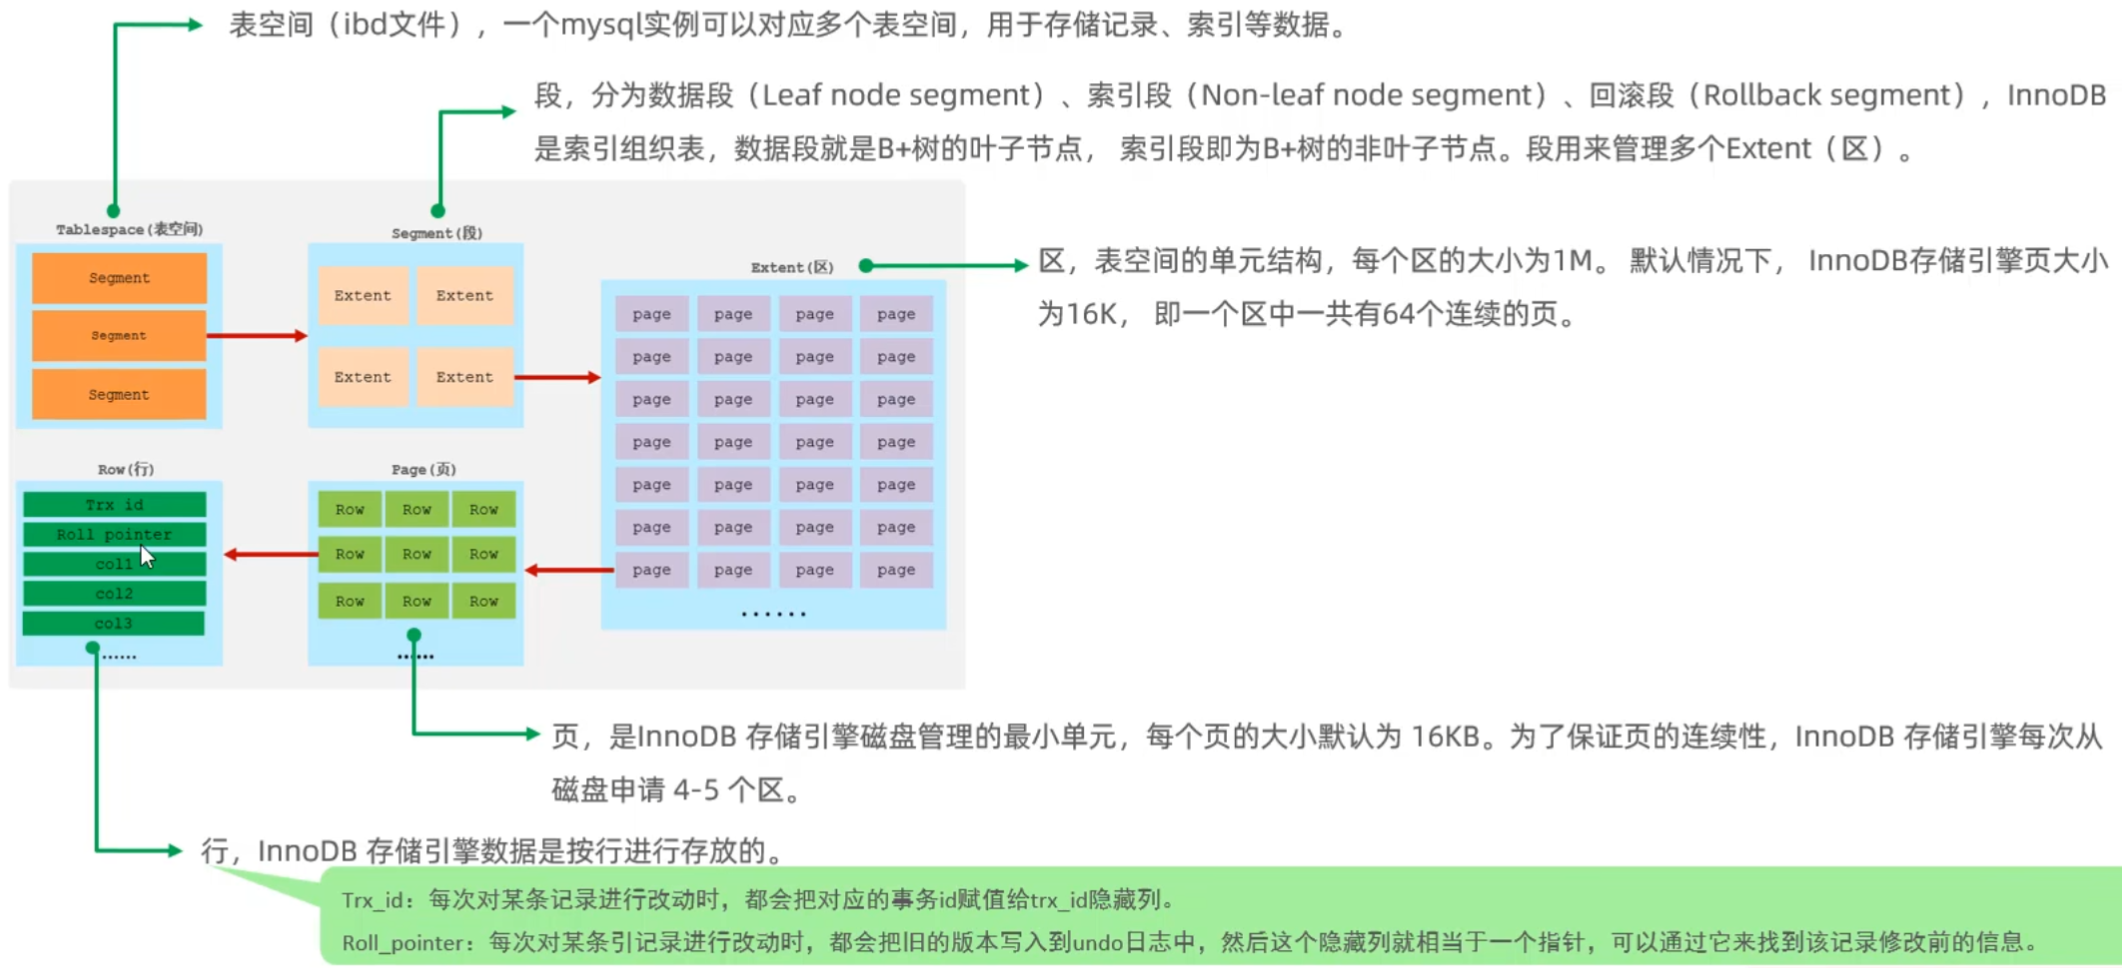 表空间（ibd文件），一个mysql实例可以对应多个表空间，用于存储记录、索引等数据。
段，分为数据段（Leaf node segment）、索引段（Non-leaf node segment）、回滚段（Rollback segment），InnoDB
是索引组织表，数据段就是B+树的叶子节点， 索引段即为B+树的非叶子节点。段用来管理多个Extent（区）。
Tablespace(表空间)
Segment
Segment
Segment
Segment(段)
Extent Extent
Extent Extent
Extent(区)
page page page page
page page page page
page page page page
page page page page
page page page page
page page page page
page page page page
......
区，表空间的单元结构，每个区的大小为1M。 默认情况下， InnoDB存储引擎页大小
为16K， 即一个区中一共有64个连续的页。
Row(行)
Trx id
Roll pointer
col1
col2
col3
......
Page(页)
Row Row Row
Row Row Row
Row Row Row
......
页，是InnoDB 存储引擎磁盘管理的最小单元，每个页的大小默认为 16KB。为了保证页的连续性，InnoDB 存储引擎每次从
磁盘申请 4-5 个区。
行，InnoDB 存储引擎数据是按行进行存放的。
Trx_id：每次对某条记录进行改动时，都会把对应的事务id赋值给trx_id隐藏列。
Roll_pointer：每次对某条引记录进行改动时，都会把旧的版本写入到undo日志中，然后这个隐藏列就相当于一个指针，可以通过它来找到该记录修改前的信息。